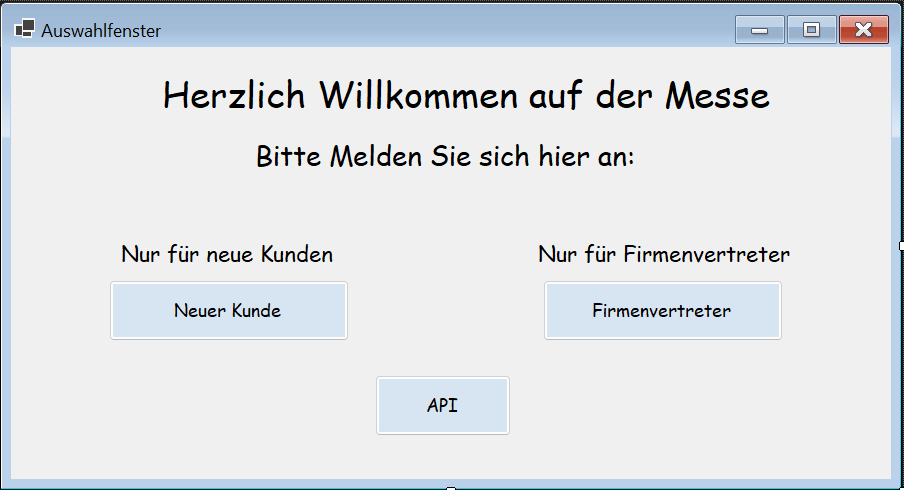 Auswahlfenster
Herzlich Willkommen auf der Messe
Bitte Melden Sie sich hier an:
Nur für neue Kunden
Nur für Firmenvertreter
Neuer Kunde
Firmenvertreter
API